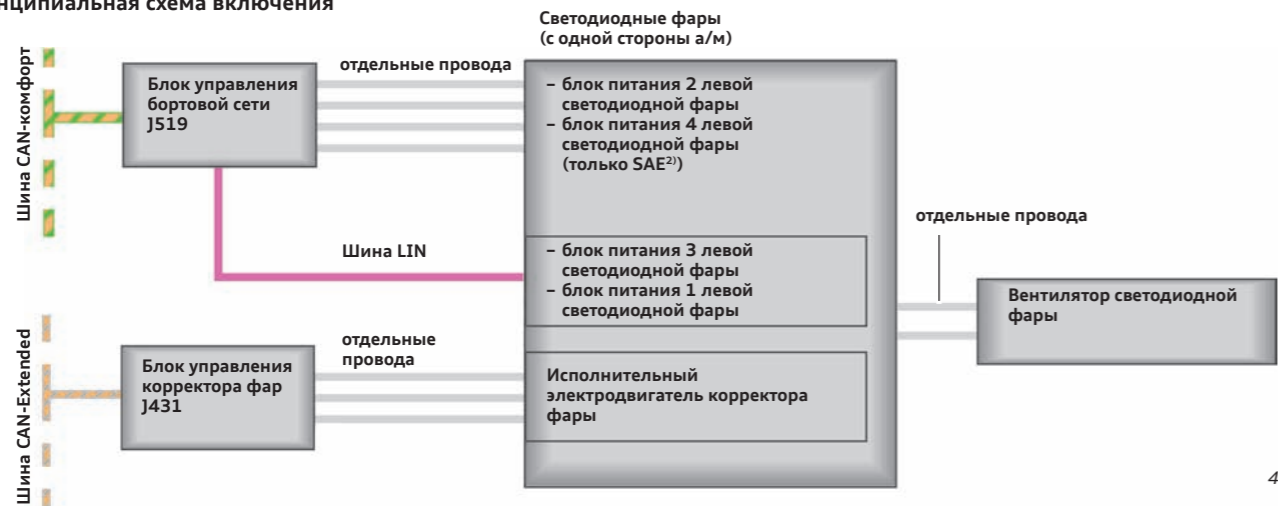 нципиальная схема включения
Светодиодные фары
(с одной стороны а/м)
Шина CAN-комфорт
Блок управления
бортовой сети
J519
отдельные провода
– блок питания 2 левой
светодиодной фары
– блок питания 4 левой
светодиодной фары
(только SAE²⁾)
Шина LIN
– блок питания 3 левой
светодиодной фары
– блок питания 1 левой
светодиодной фары
отдельные провода
Вентилятор светодиодной
фары
Шина CAN-Extended
Блок управления
корректора фар
J431
отдельные
провода
Исполнительный
электродвигатель корректора
фары
4